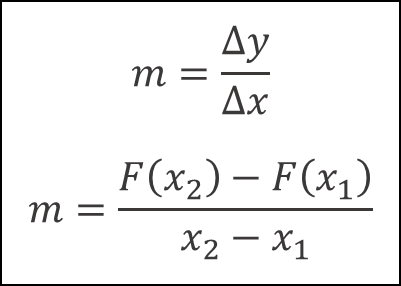 m = Δy / Δx
m = F(x₂) − F(x₁) / x₂ − x₁